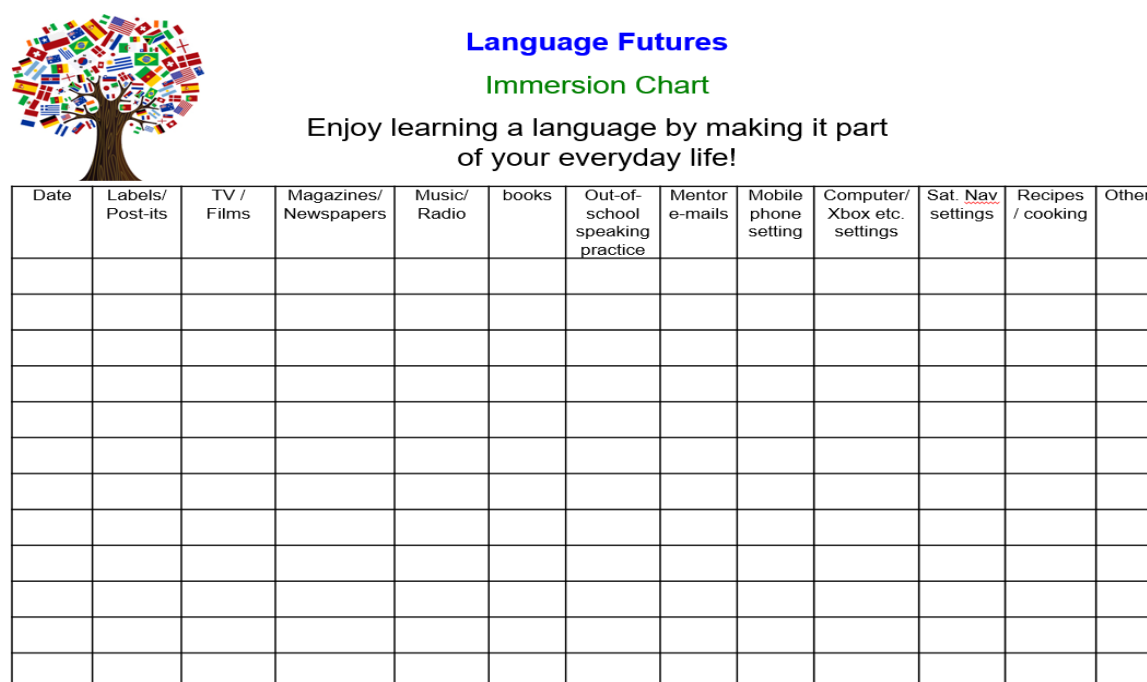 Language Futures
Immersion Chart
Enjoy learning a language by making it part
of your everyday life!
Date
Labels/
Post-its
TV /
Films
Magazines/
Newspapers
Music/
Radio
books
Out-of-
school
speaking
practice
Mentor
e-mails
Mobile
phone
setting
Computer/
Xbox etc.
settings
Sat. Nav
settings
Recipes
/ cooking
Other